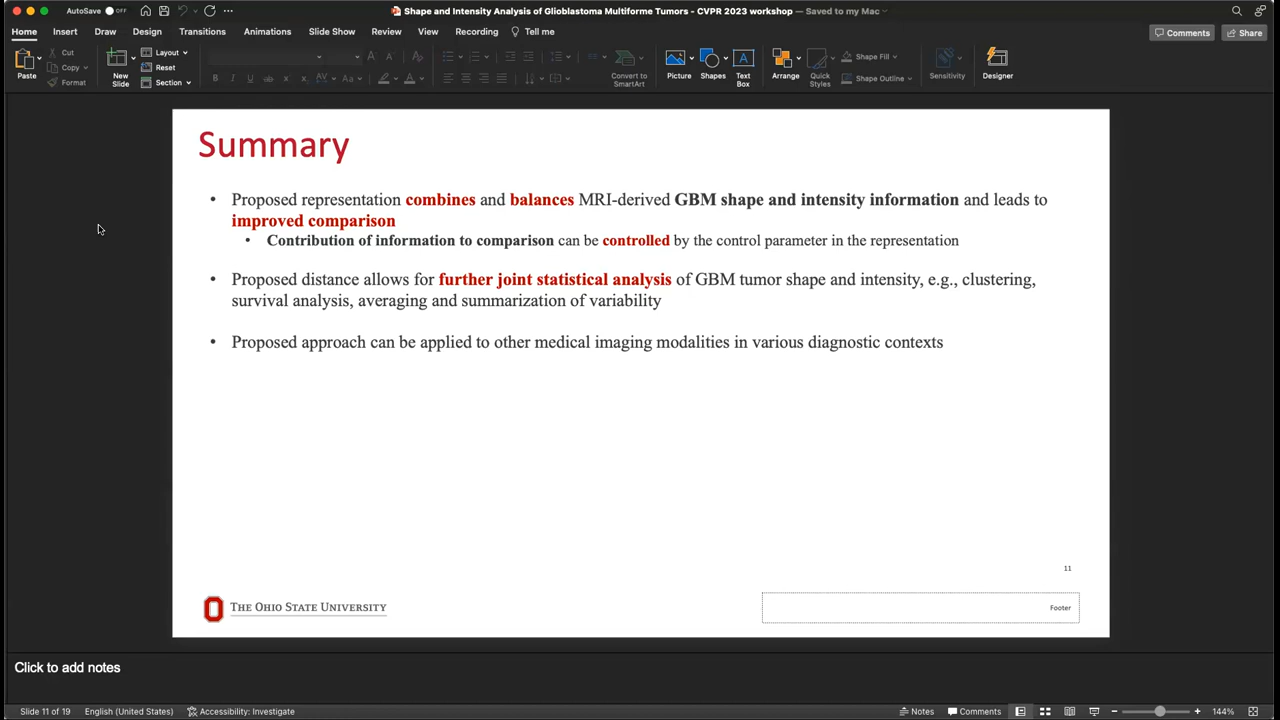 AutoSave OFF
Shape and Intensity Analysis of Glioblastoma Multiforme Tumors - CVPR 2023 workshop — Saved to my Mac
Home Insert Draw Design Transitions Animations Slide Show Review View Recording Tell me
Comments Share
Paste
Cut
Copy
Format
New Slide
Layout
Reset
Section
B I U ab AV Aa A
Convert to SmartArt
Picture
Shapes
Text Box
Arrange
Quick Styles
Shape Fill
Shape Outline
Sensitivity
Designer
Summary
• Proposed representation combines and balances MRI-derived GBM shape and intensity information and leads to
improved comparison
• Contribution of information to comparison can be controlled by the control parameter in the representation
• Proposed distance allows for further joint statistical analysis of GBM tumor shape and intensity, e.g., clustering,
survival analysis, averaging and summarization of variability
• Proposed approach can be applied to other medical imaging modalities in various diagnostic contexts
11
The Ohio State University
Footer
Click to add notes
Slide 11 of 19 English (United States) Accessibility: Investigate
Notes Comments 144%